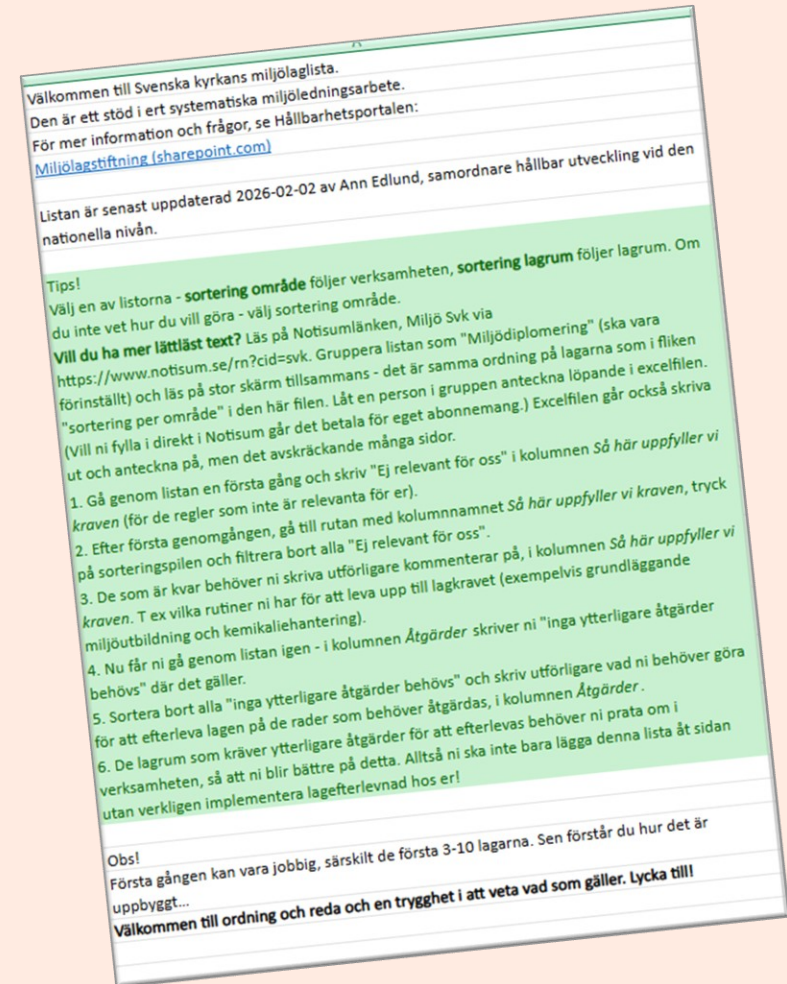 Välkommen till Svenska kyrkans miljölaglista.
Den är ett stöd i ert systematiska miljöledningsarbete.
För mer information och frågor, se Hållbarhetsportalen:
Miljölagstiftning (sharepoint.com)
Listan är senast uppdaterad 2026-02-02 av Ann Edlund, samordnare hållbar utveckling vid den
nationella nivån.
Tips!
Välj en av listorna - sortering område följer verksamheten, sortering lagrum följer lagrum. Om
du inte vet hur du vill göra - välj sortering område.
Vill du ha mer lättläst text? Läs på Notisumlänken, Miljö Svk via
https://www.notisum.se/rn?cid=svk. Gruppera listan som "Miljödiplomering" (ska vara
förinställt) och läs på stor skärm tillsammans - det är samma ordning på lagarna som i fliken
"sortering per område" i den här filen. Låt en person i gruppen anteckna löpande i excelfilen.
(Vill ni fylla i direkt i Notisum går det betala för eget abonnemang.) Excelfilen går också skriva
ut och anteckna på, men det avskräckande många sidor.
1. Gå genom listan en första gång och skriv "Ej relevant för oss" i kolumnen Så här uppfyller vi
kraven (för de regler som inte är relevanta för er).
2. Efter första genomgången, gå till rutan med kolumnnamnet Så här uppfyller vi kraven, tryck
på sorteringspilen och filtrera bort alla "Ej relevant för oss".
3. De som är kvar behöver ni skriva utförligare kommenterar på, i kolumnen Så här uppfyller vi
kraven. T ex vilka rutiner ni har för att leva upp till lagkravet (exempelvis grundläggande
miljöutbildning och kemikaliehantering).
4. Nu får ni gå genom listan igen - i kolumnen Åtgärder skriver ni "inga ytterligare åtgärder
behövs" där det gäller.
5. Sortera bort alla "inga ytterligare åtgärder behövs" och skriv utförligare vad ni behöver göra
för att efterleva lagen på de rader som behöver åtgärdas, i kolumnen Åtgärder.
6. De lagrum som kräver ytterligare åtgärder för att efterlevas behöver ni prata om i
verksamheten, så att ni blir bättre på detta. Alltså ni ska inte bara lägga denna lista åt sidan
utan verkligen implementera lagefterlevnad hos er!
Obs!
Första gången kan vara jobbig, särskilt de första 3-10 lagarna. Sen förstår du hur det är
uppbyggt...
Välkommen till ordning och reda och en trygghet i att veta vad som gäller. Lycka till!